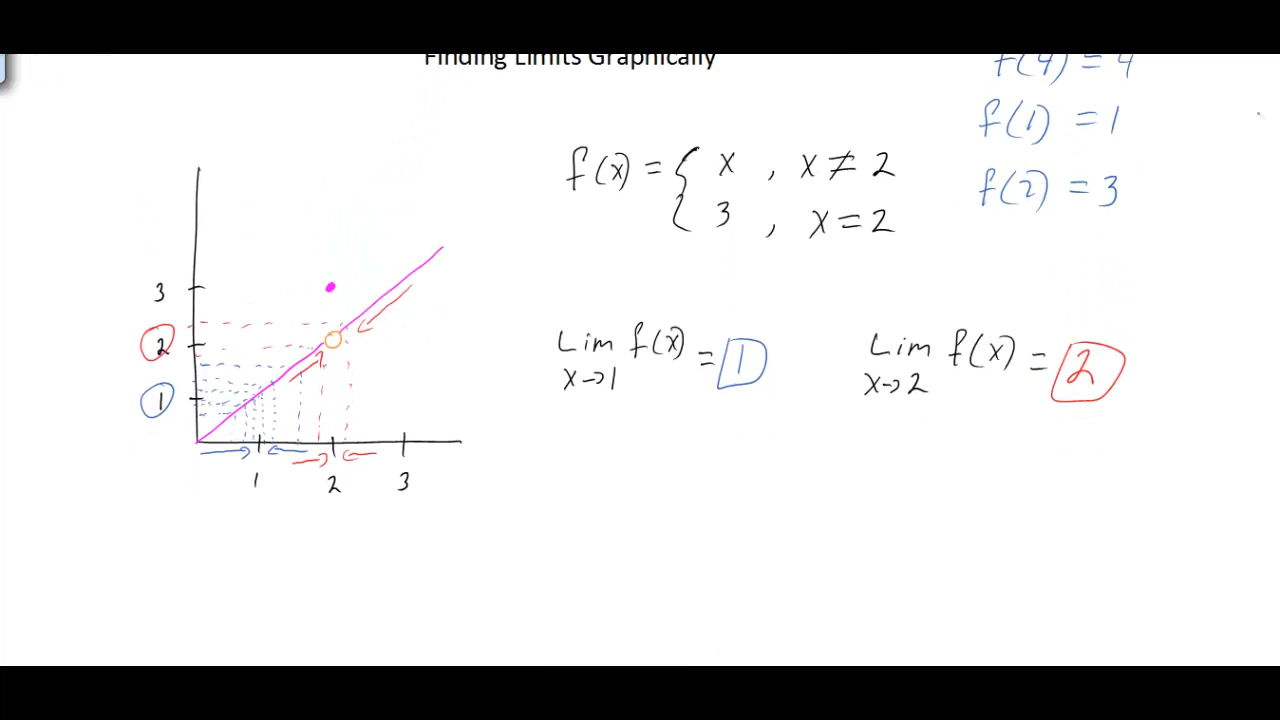 Finding Limits Graphically
f(4) = 4
f(1) = 1
f(2) = 3
f(x) = { x , x ≠ 2
3 , x = 2
3
2
1
1 2 3
Lim f(x) = 1
x→1
Lim f(x) = 2
x→2